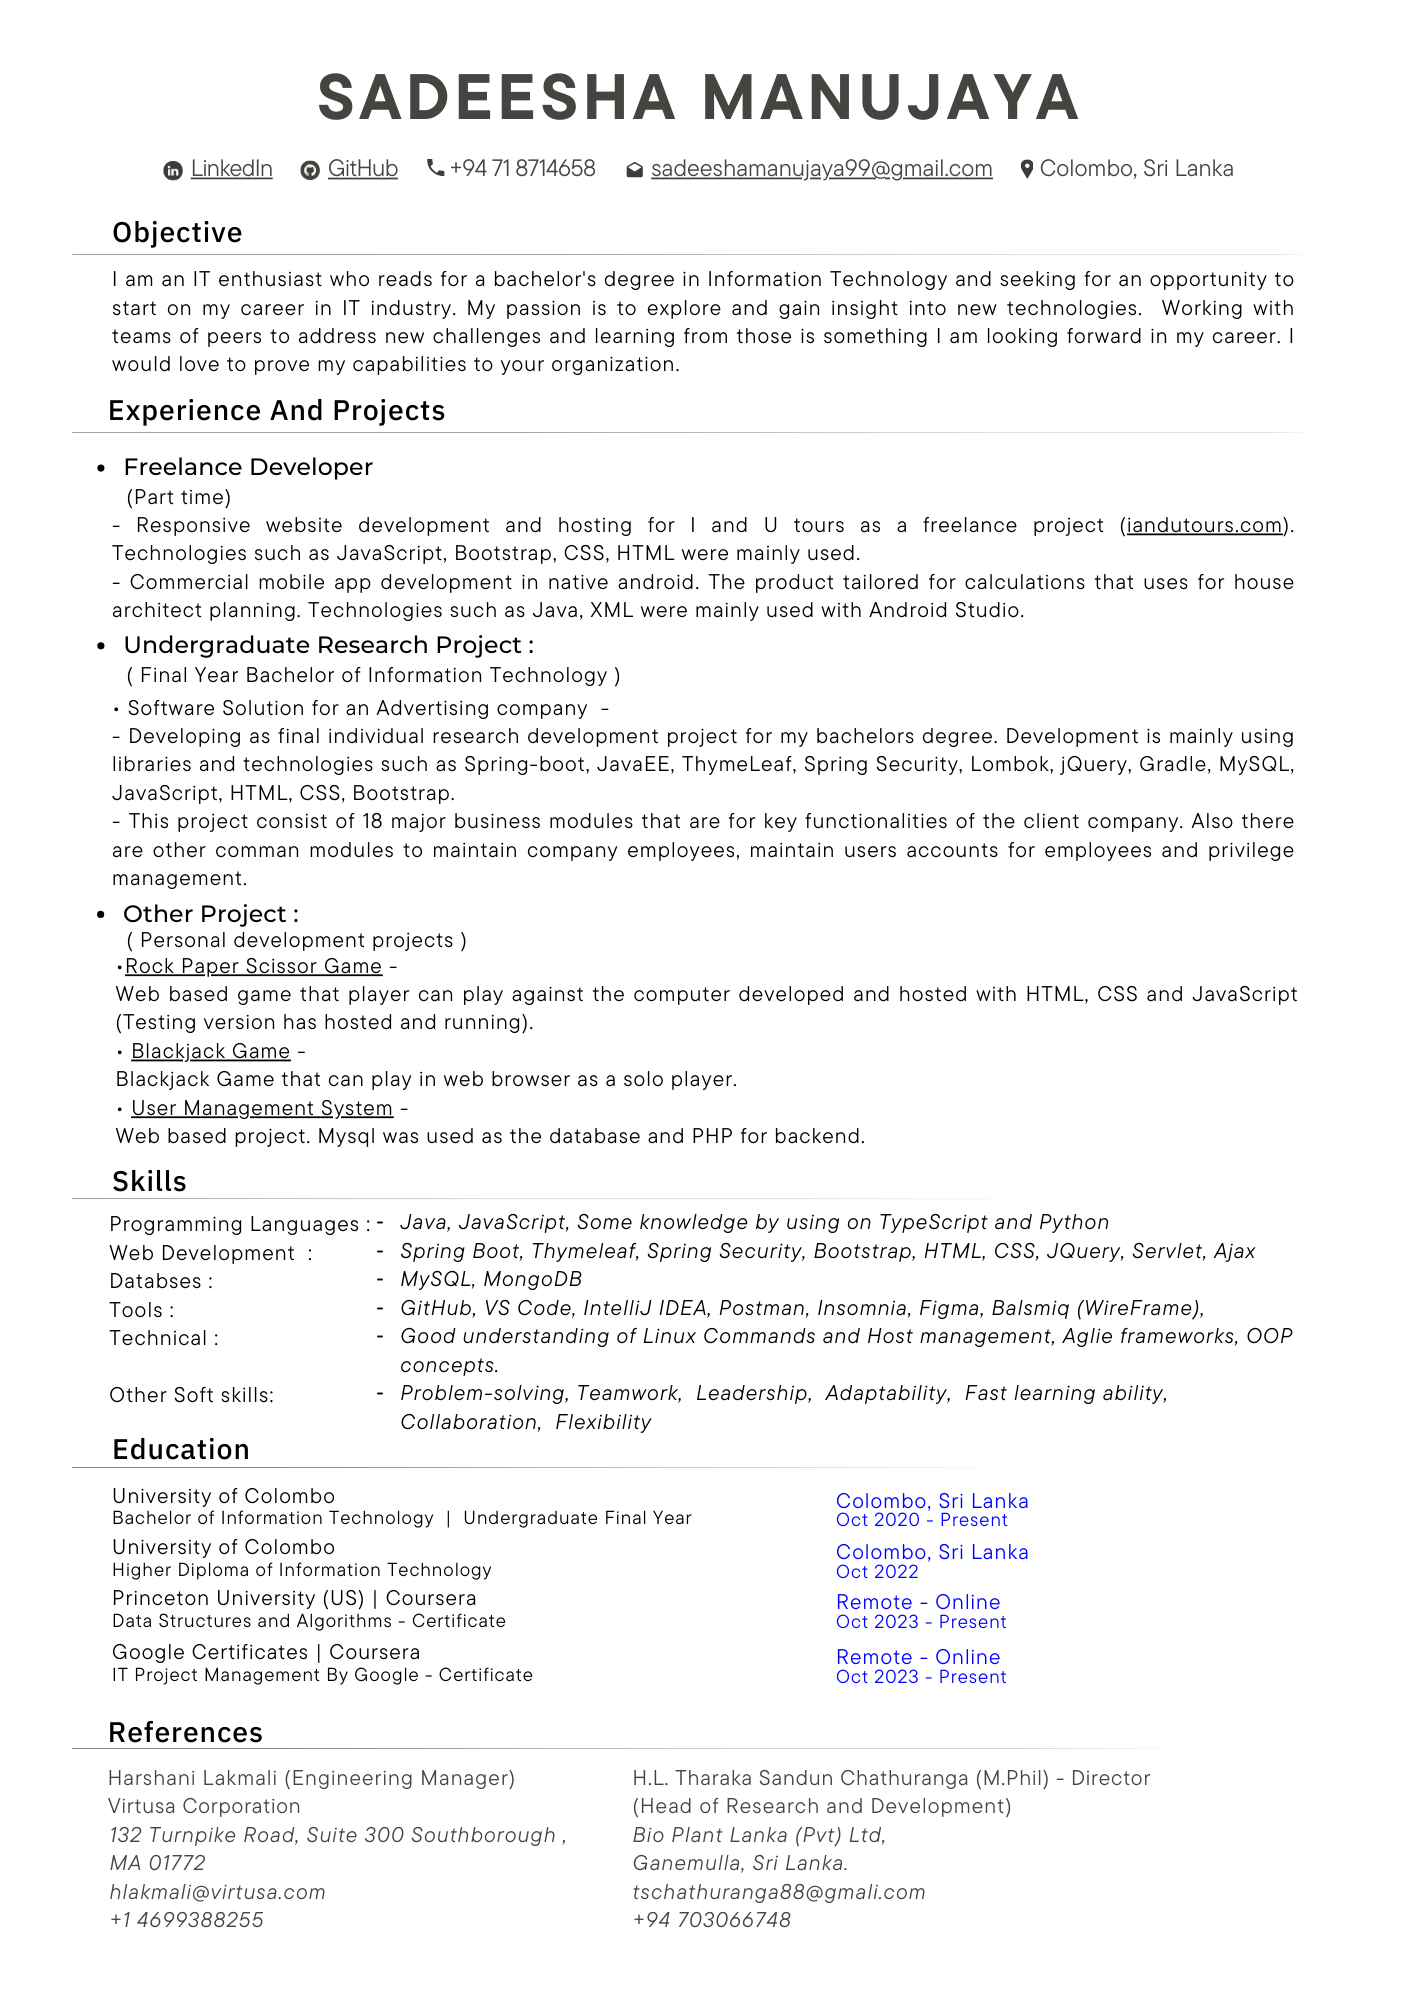 SADEESHA MANUJAYA
LinkedIn GitHub +94 71 8714658 sadeeshamanujaya99@gmail.com Colombo, Sri Lanka
Objective
I am an IT enthusiast who reads for a bachelor's degree in Information Technology and seeking for an opportunity to
start on my career in IT industry. My passion is to explore and gain insight into new technologies. Working with
teams of peers to address new challenges and learning from those is something I am looking forward in my career. I
would love to prove my capabilities to your organization.
Experience And Projects
• Freelance Developer
(Part time)
- Responsive website development and hosting for I and U tours as a freelance project (iandutours.com).
Technologies such as JavaScript, Bootstrap, CSS, HTML were mainly used.
- Commercial mobile app development in native android. The product tailored for calculations that uses for house
architect planning. Technologies such as Java, XML were mainly used with Android Studio.
• Undergraduate Research Project :
( Final Year Bachelor of Information Technology )
• Software Solution for an Advertising company -
- Developing as final individual research development project for my bachelors degree. Development is mainly using
libraries and technologies such as Spring-boot, JavaEE, ThymeLeaf, Spring Security, Lombok, jQuery, Gradle, MySQL,
JavaScript, HTML, CSS, Bootstrap.
- This project consist of 18 major business modules that are for key functionalities of the client company. Also there
are other comman modules to maintain company employees, maintain users accounts for employees and privilege
management.
• Other Project :
( Personal development projects )
•Rock Paper Scissor Game -
Web based game that player can play against the computer developed and hosted with HTML, CSS and JavaScript
(Testing version has hosted and running).
• Blackjack Game -
Blackjack Game that can play in web browser as a solo player.
• User Management System -
Web based project. Mysql was used as the database and PHP for backend.
Skills
Programming Languages : - Java, JavaScript, Some knowledge by using on TypeScript and Python
Web Development : - Spring Boot, Thymeleaf, Spring Security, Bootstrap, HTML, CSS, JQuery, Servlet, Ajax
Databses : - MySQL, MongoDB
Tools : - GitHub, VS Code, IntelliJ IDEA, Postman, Insomnia, Figma, Balsmiq (WireFrame),
Technical : - Good understanding of Linux Commands and Host management, Aglie frameworks, OOP
concepts.
Other Soft skills: - Problem-solving, Teamwork, Leadership, Adaptability, Fast learning ability,
Collaboration, Flexibility
Education
University of Colombo Colombo, Sri Lanka
Bachelor of Information Technology | Undergraduate Final Year Oct 2020 - Present
University of Colombo Colombo, Sri Lanka
Higher Diploma of Information Technology Oct 2022
Princeton University (US) | Coursera Remote - Online
Data Structures and Algorithms - Certificate Oct 2023 - Present
Google Certificates | Coursera Remote - Online
IT Project Management By Google - Certificate Oct 2023 - Present
References
Harshani Lakmali (Engineering Manager)
Virtusa Corporation
132 Turnpike Road, Suite 300 Southborough ,
MA 01772
hlakmali@virtusa.com
+1 4699388255
H.L. Tharaka Sandun Chathuranga (M.Phil) - Director
(Head of Research and Development)
Bio Plant Lanka (Pvt) Ltd,
Ganemulla, Sri Lanka.
tschathuranga88@gmali.com
+94 703066748